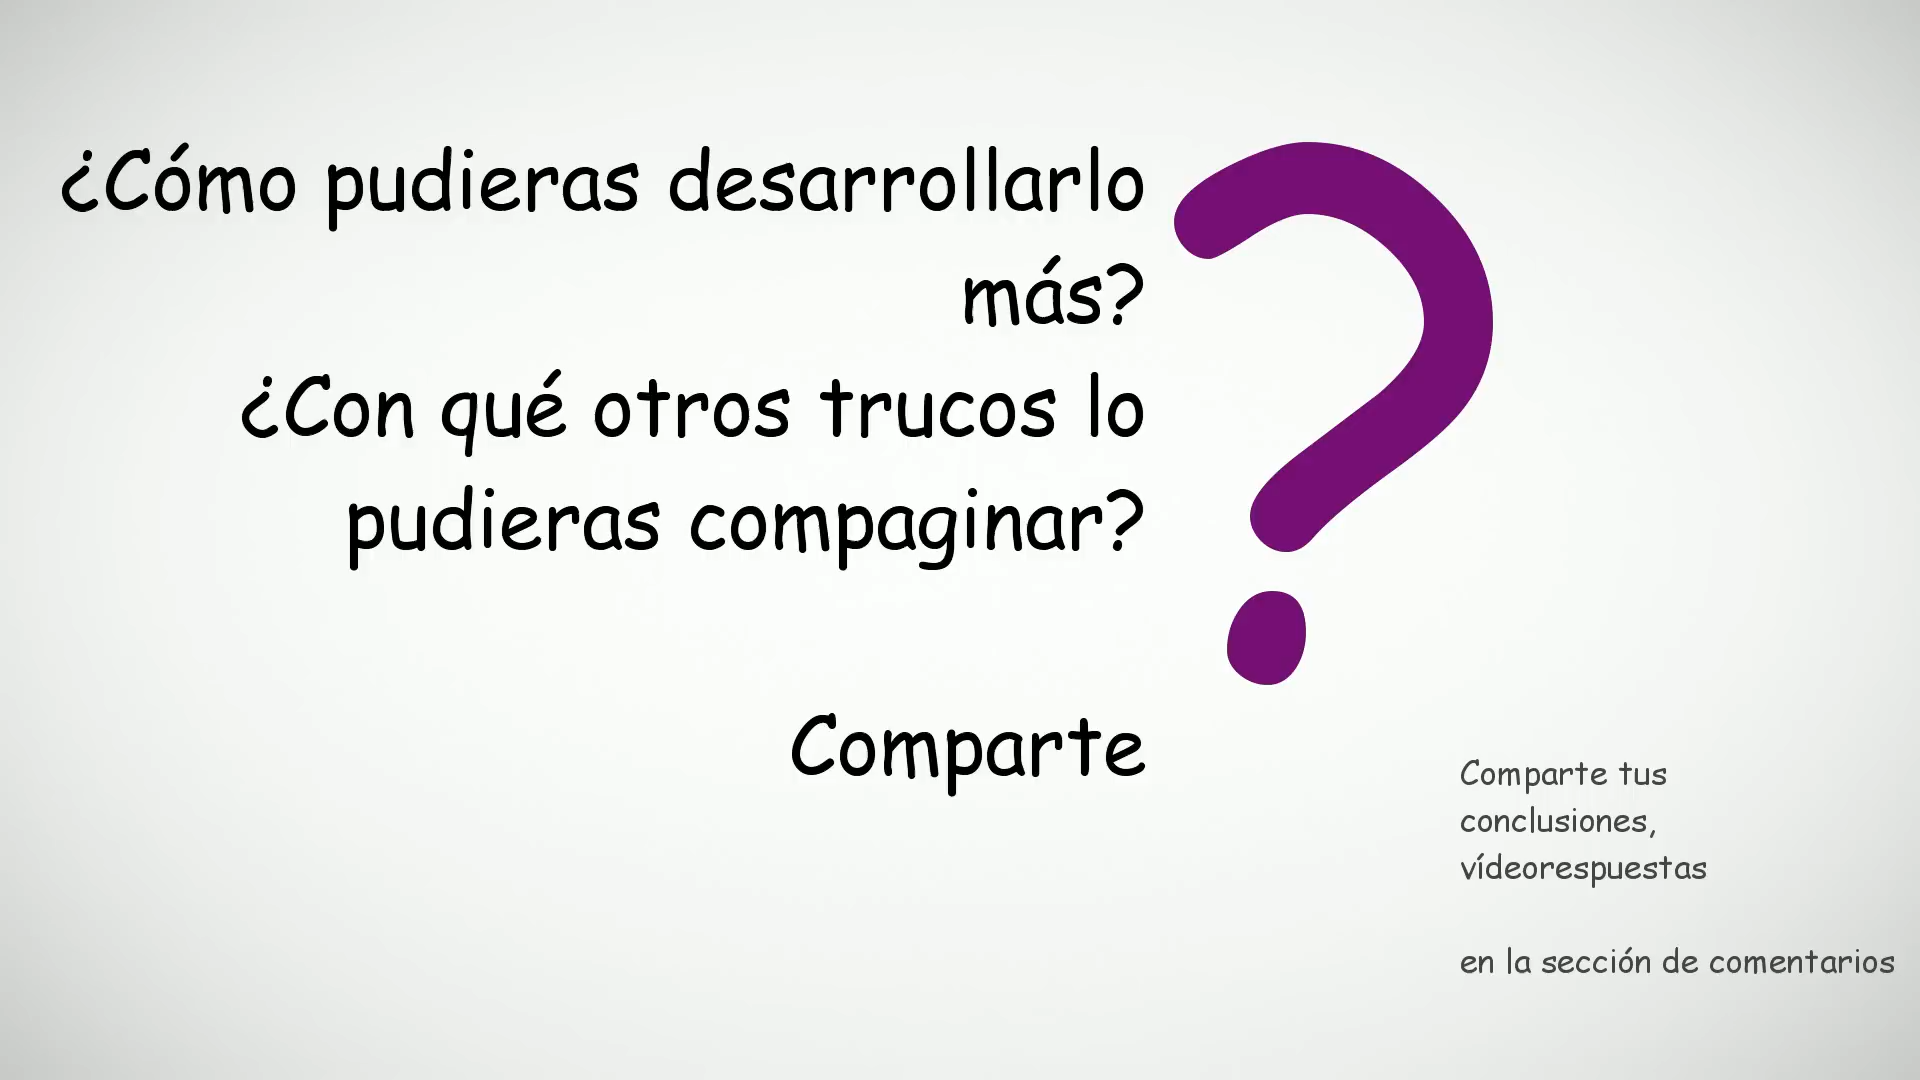 ¿Cómo pudieras desarrollarlo
más?
¿Con qué otros trucos lo
pudieras compaginar?
?
Comparte
Comparte tus
conclusiones,
vídeorespuestas
en la sección de comentarios